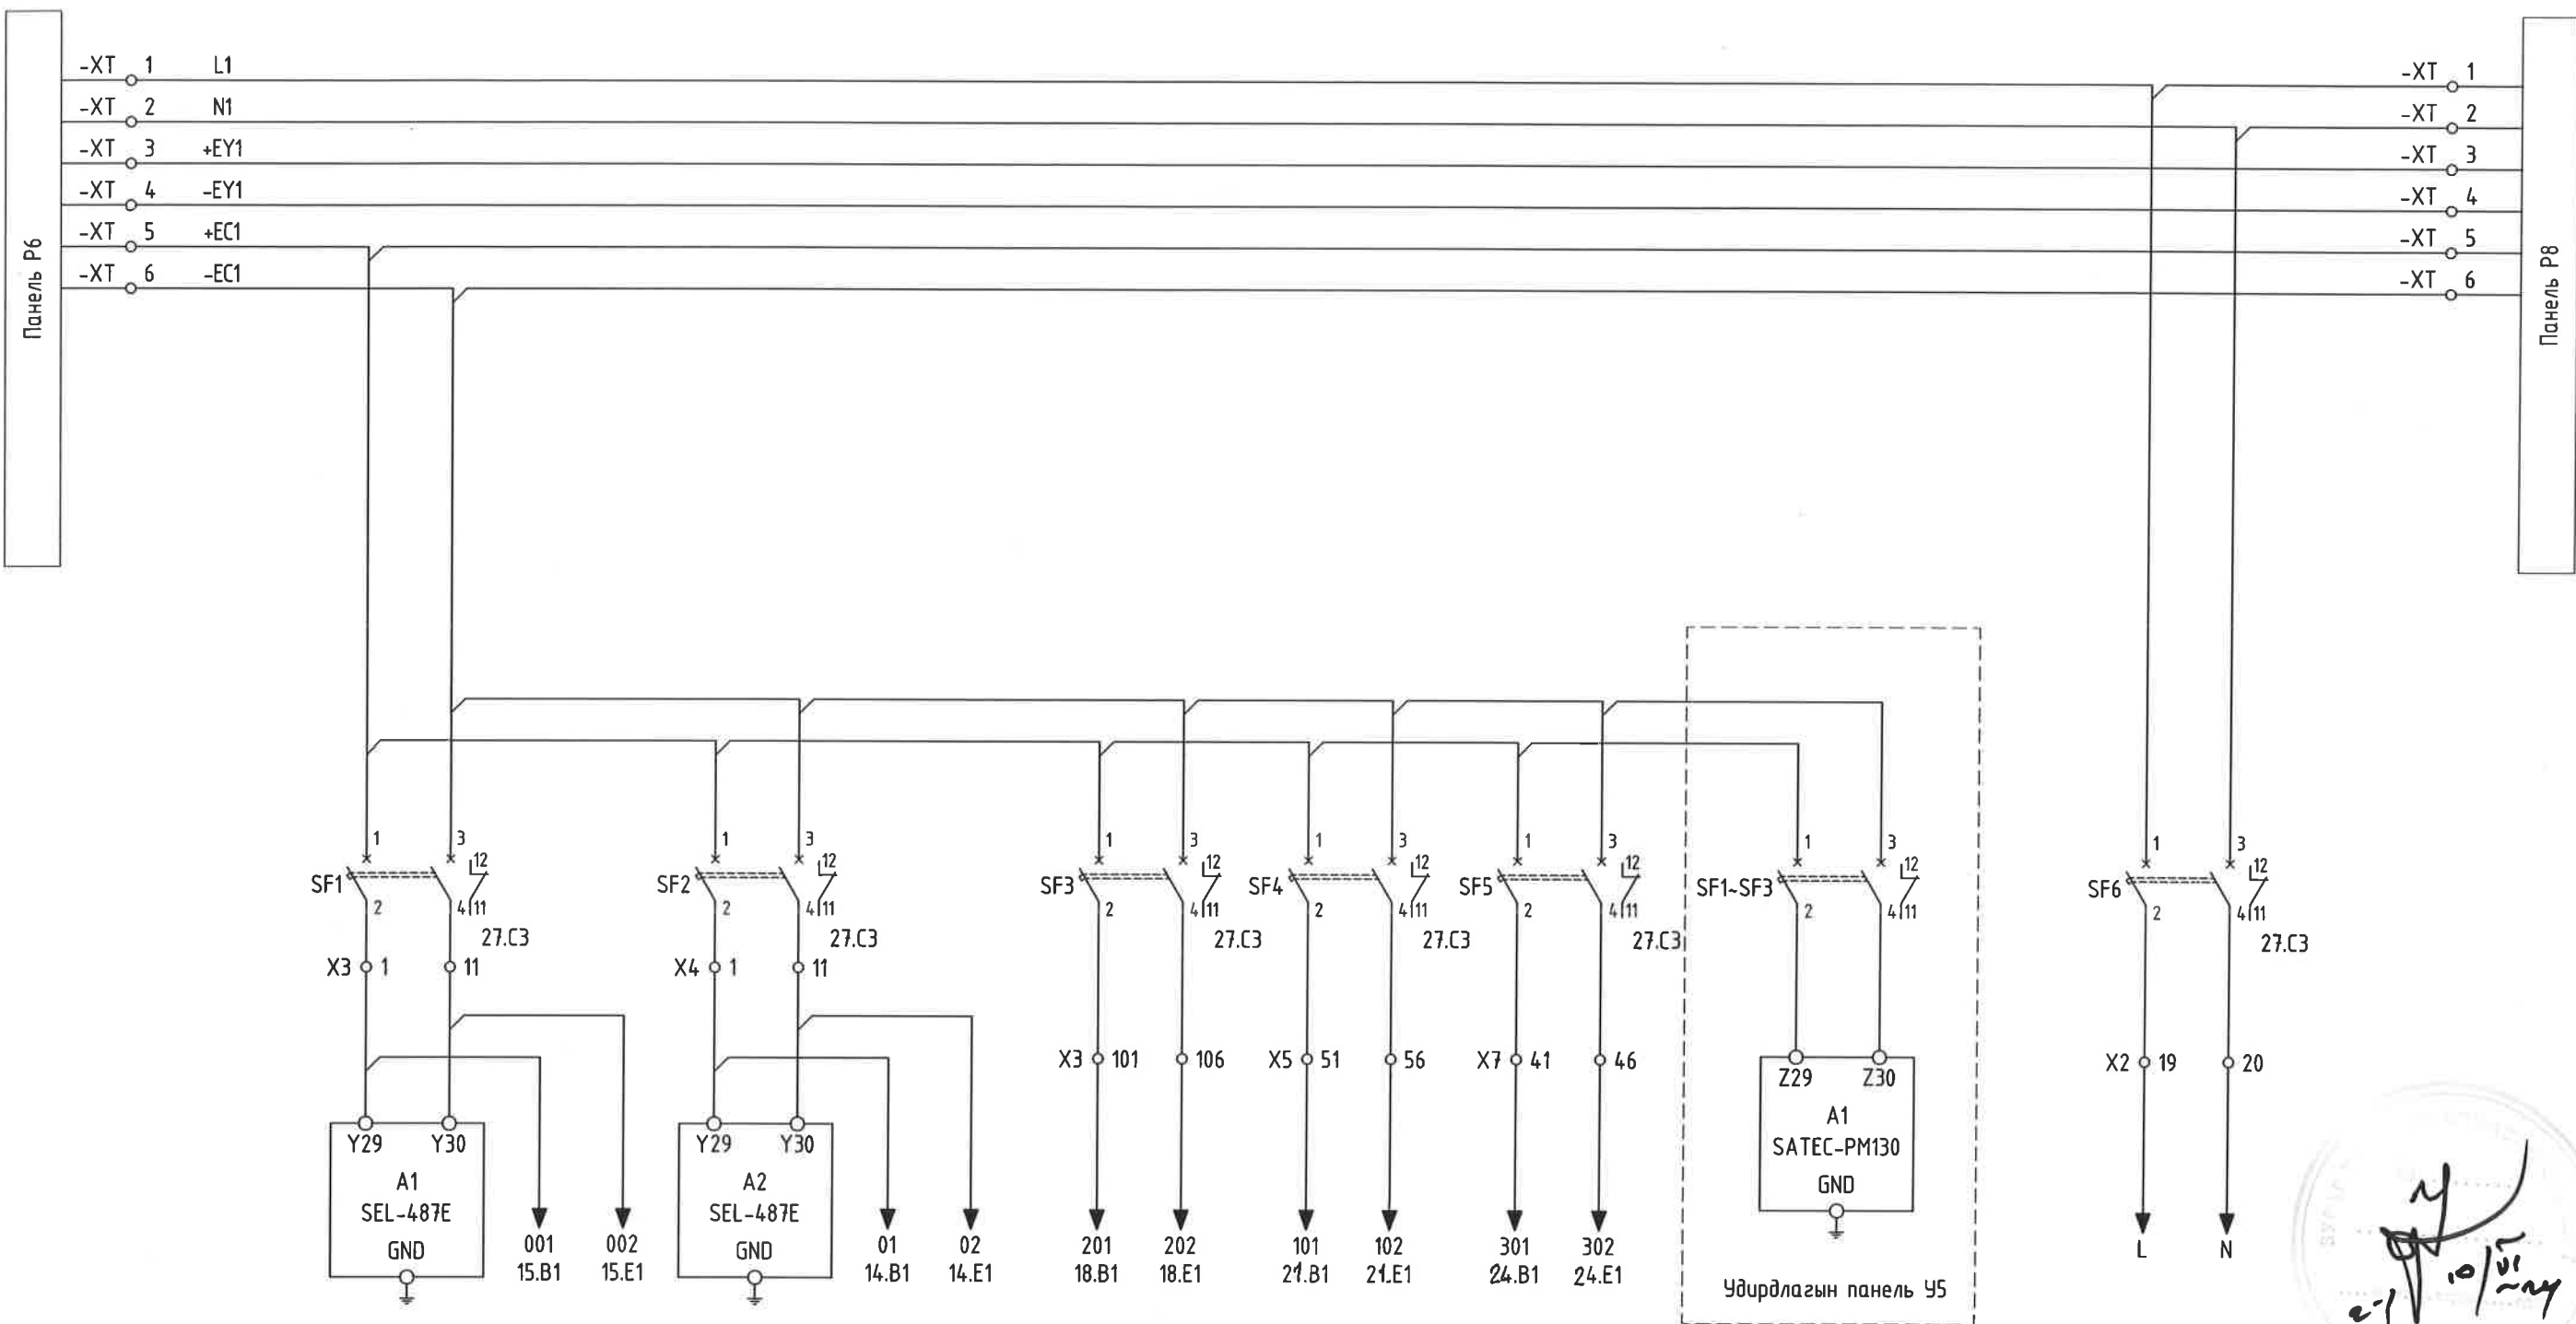 Панель Р6
-XT 1 L1
-XT 2 N1
-XT 3 +EY1
-XT 4 -EY1
-XT 5 +EC1
-XT 6 -EC1
-XT 1
-XT 2
-XT 3
-XT 4
-XT 5
-XT 6
Панель Р8
1 3 1 3 1 3 1 3 1 3 1 3 1 3
12 12 12 12 12 12 12
SF1 SF2 SF3 SF4 SF5 SF1~SF3 SF6
2 4 11 2 4 11 2 4 11 2 4 11 2 4 11 2 4 11 2 4 11
27.C3 27.C3 27.C3 27.C3 27.C3 27.C3
X3 1 11 X4 1 11
X3 101 106 X5 51 56 X7 41 46 X2 19 20
Z29 Z30
A1
SATEC-PM130
GND
Y29 Y30
A1
SEL-487E
GND
Y29 Y30
A2
SEL-487E
GND
001 002 01 02 201 202 101 102 301 302 L N
15.B1 15.E1 14.B1 14.E1 18.B1 18.E1 21.B1 21.E1 24.B1 24.E1
Удирдлагын панель У5